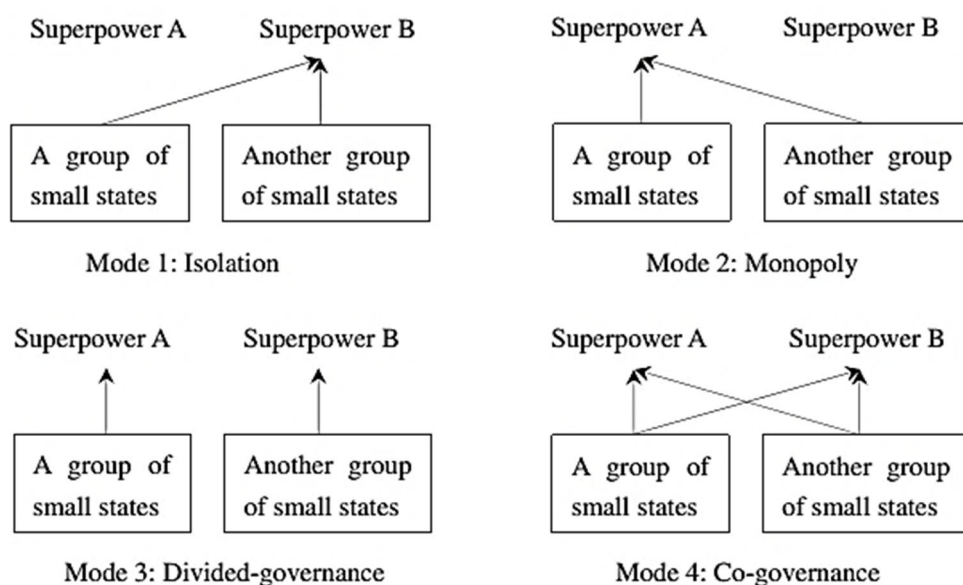 Superpower A
Superpower B
A group of
small states
Another group
of small states
Mode 1: Isolation
Superpower A
Superpower B
A group of
small states
Another group
of small states
Mode 2: Monopoly
Superpower A
Superpower B
A group of
small states
Another group
of small states
Mode 3: Divided-governance
Superpower A
Superpower B
A group of
small states
Another group
of small states
Mode 4: Co-governance